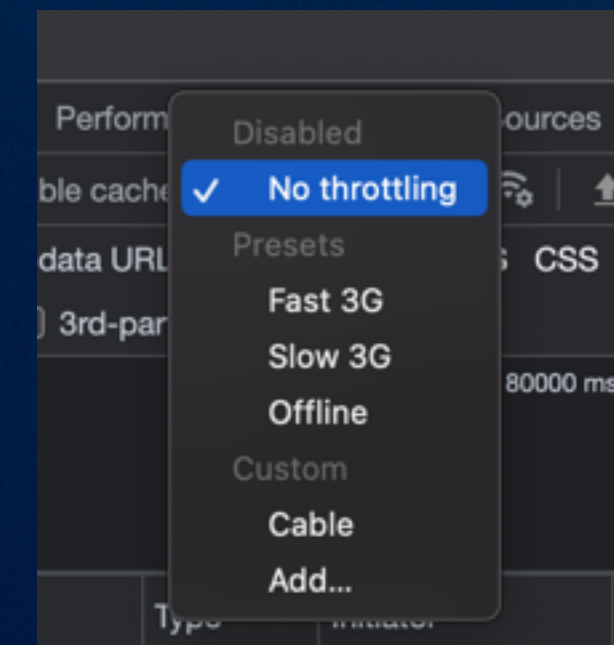 Perform
ources
Disabled
ble cache
✓ No throttling
Presets
data URL
CSS
Fast 3G
3rd-par
Slow 3G
80000 ms
Offline
Custom
Cable
Add...